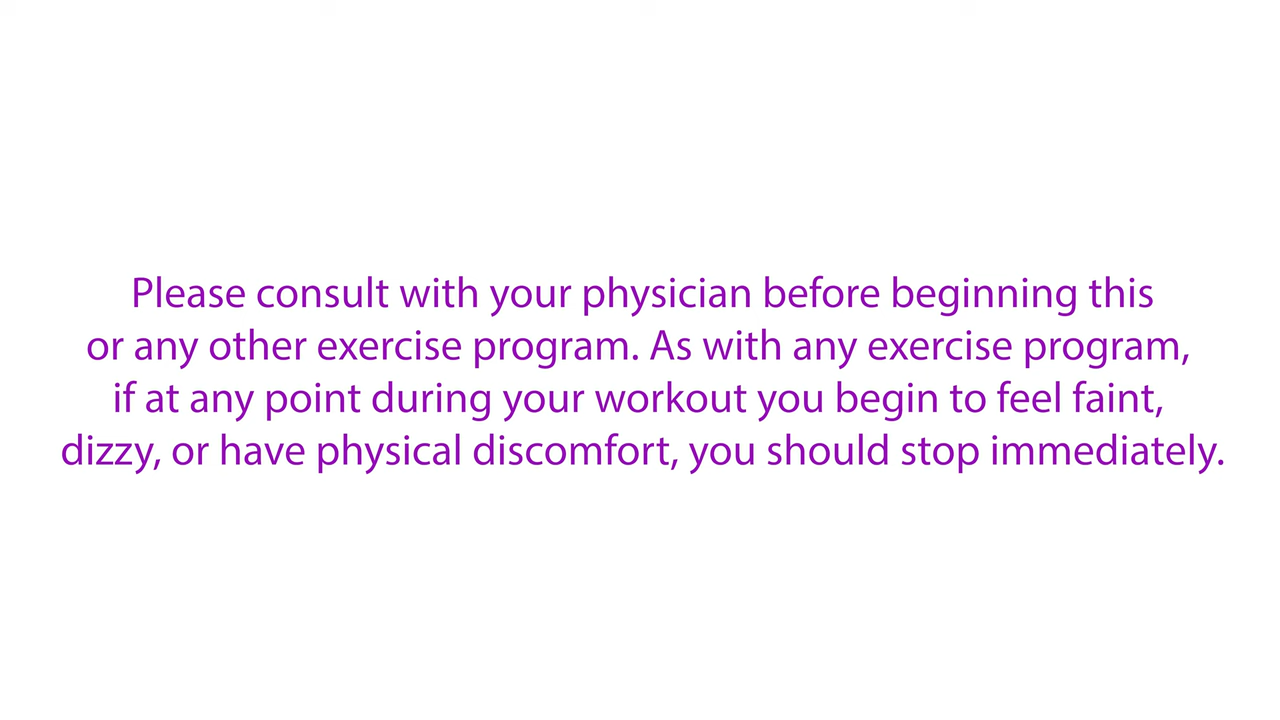 Please consult with your physician before beginning this
or any other exercise program. As with any exercise program,
if at any point during your workout you begin to feel faint,
dizzy, or have physical discomfort, you should stop immediately.